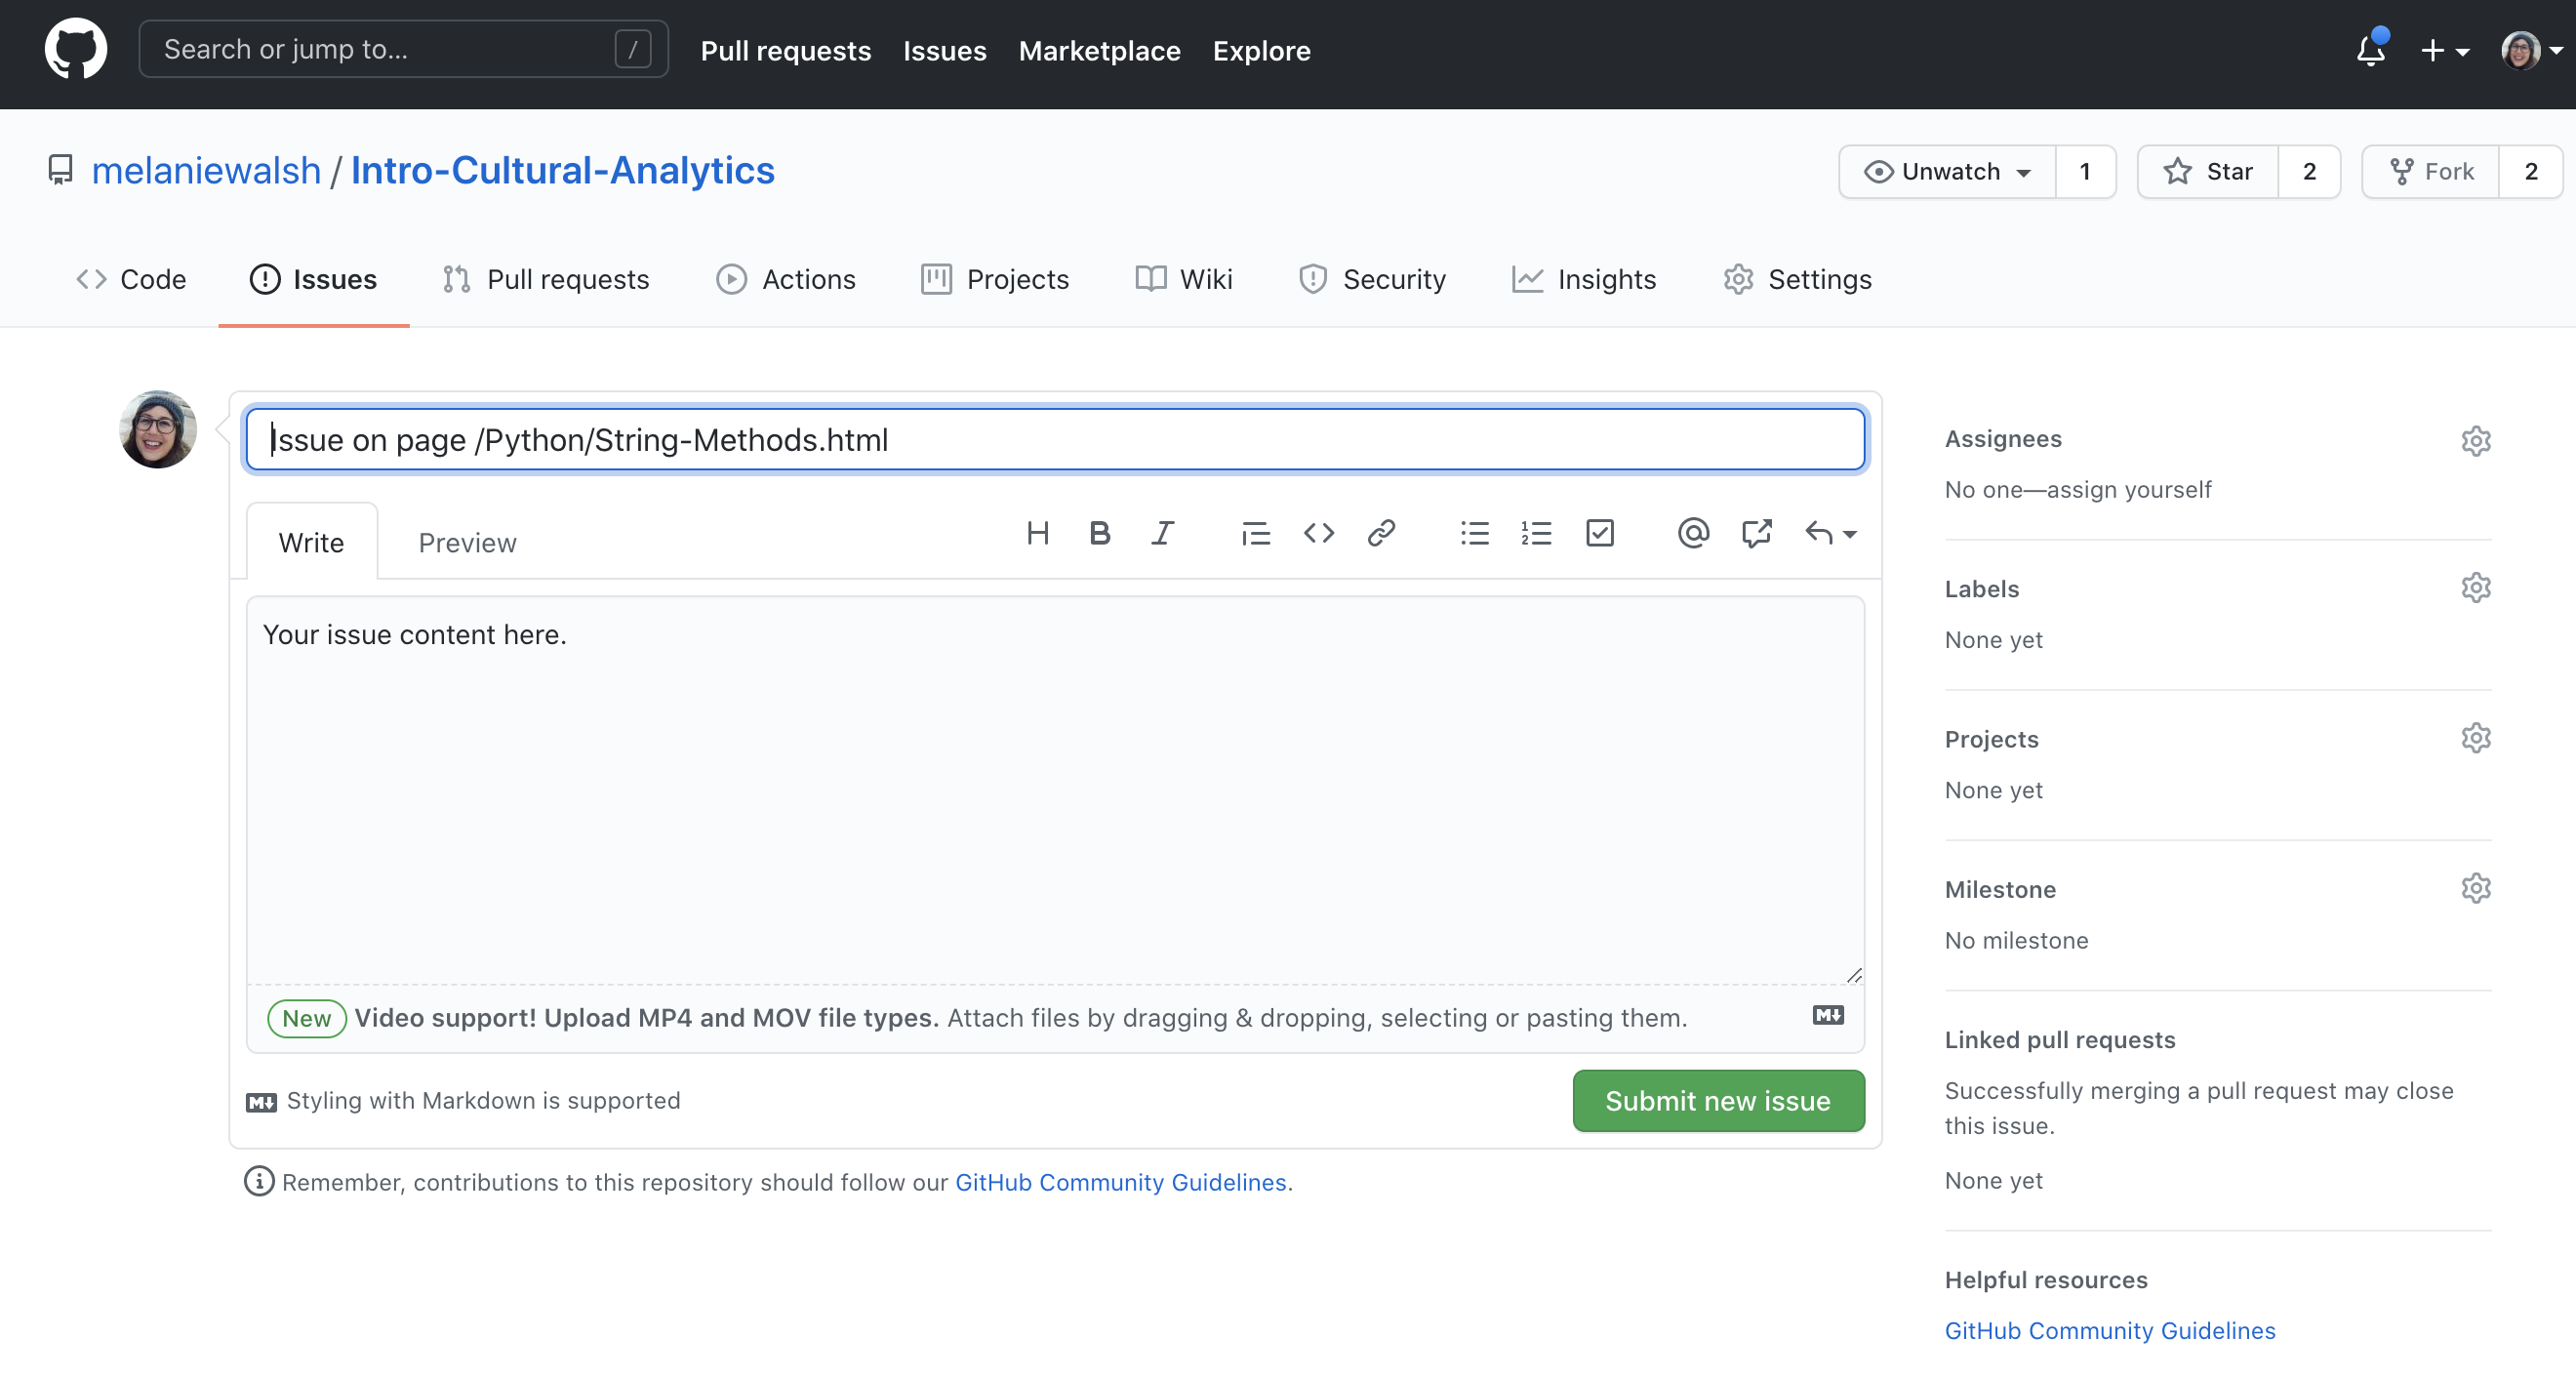 Search or jump to... /
Pull requests Issues Marketplace Explore
melaniewalsh / Intro-Cultural-Analytics
Unwatch 1 Star 2 Fork 2
Code Issues Pull requests Actions Projects Wiki Security Insights Settings
Issue on page /Python/String-Methods.html
Write Preview
Your issue content here.
New Video support! Upload MP4 and MOV file types. Attach files by dragging & dropping, selecting or pasting them.
Styling with Markdown is supported
Submit new issue
Remember, contributions to this repository should follow our GitHub Community Guidelines.
Assignees
No one—assign yourself
Labels
None yet
Projects
None yet
Milestone
No milestone
Linked pull requests
Successfully merging a pull request may close
this issue.
None yet
Helpful resources
GitHub Community Guidelines